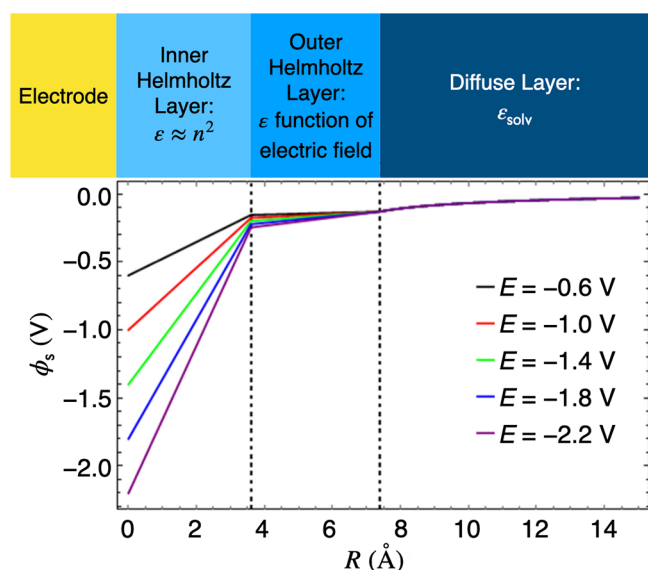 Electrode
Inner
Helmholtz
Layer:
ε ≈ n²
Outer
Helmholtz
Layer:
ε function of
electric field
Diffuse Layer:
εsolv
0.0
−0.5
−1.0
−1.5
−2.0
ϕs (V)
E = −0.6 V
E = −1.0 V
E = −1.4 V
E = −1.8 V
E = −2.2 V
0 2 4 6 8 10 12 14
R (Å)